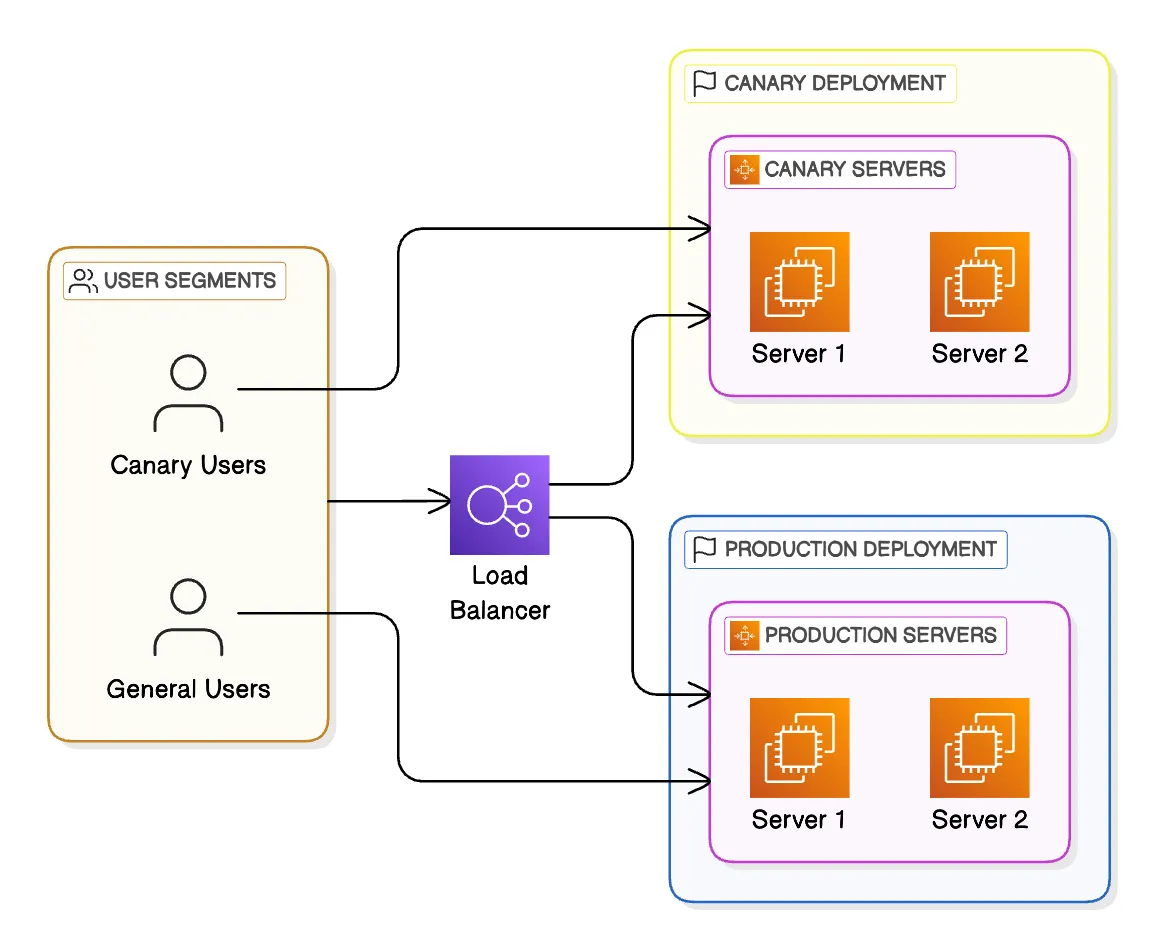 CANARY DEPLOYMENT
CANARY SERVERS
Server 1
Server 2
USER SEGMENTS
Canary Users
General Users
Load
Balancer
PRODUCTION DEPLOYMENT
PRODUCTION SERVERS
Server 1
Server 2